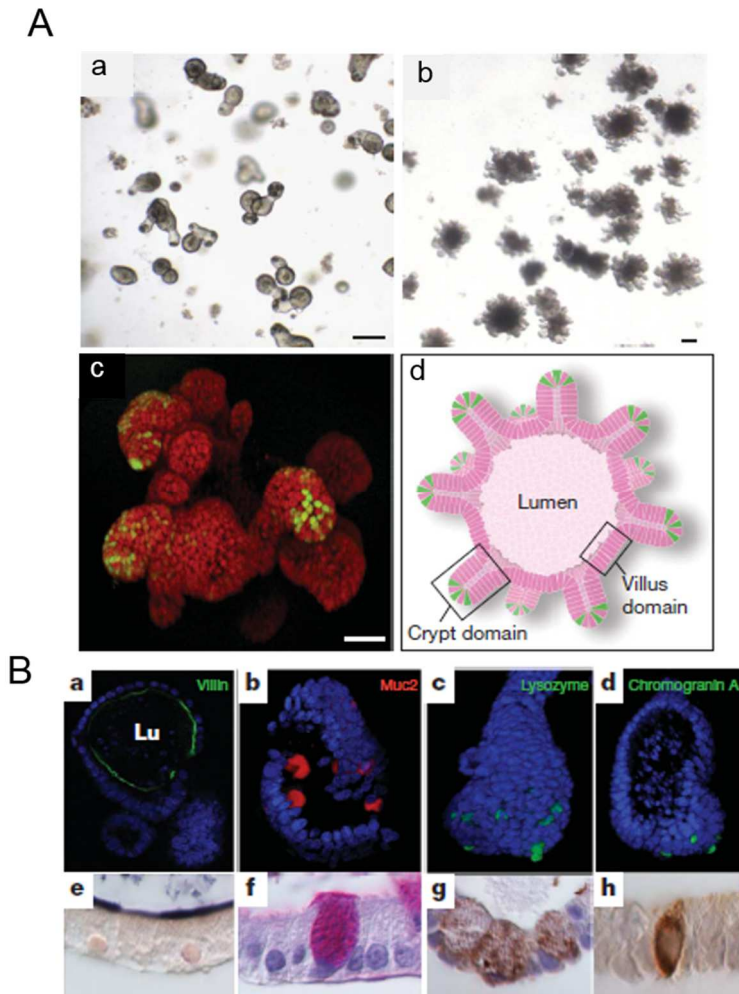 A
a
b
c
d
Lumen
Villus
domain
Crypt domain
B
a
Villin
Lu
b
Muc2
c
Lysozyme
d
Chromogranin A
e
f
g
h